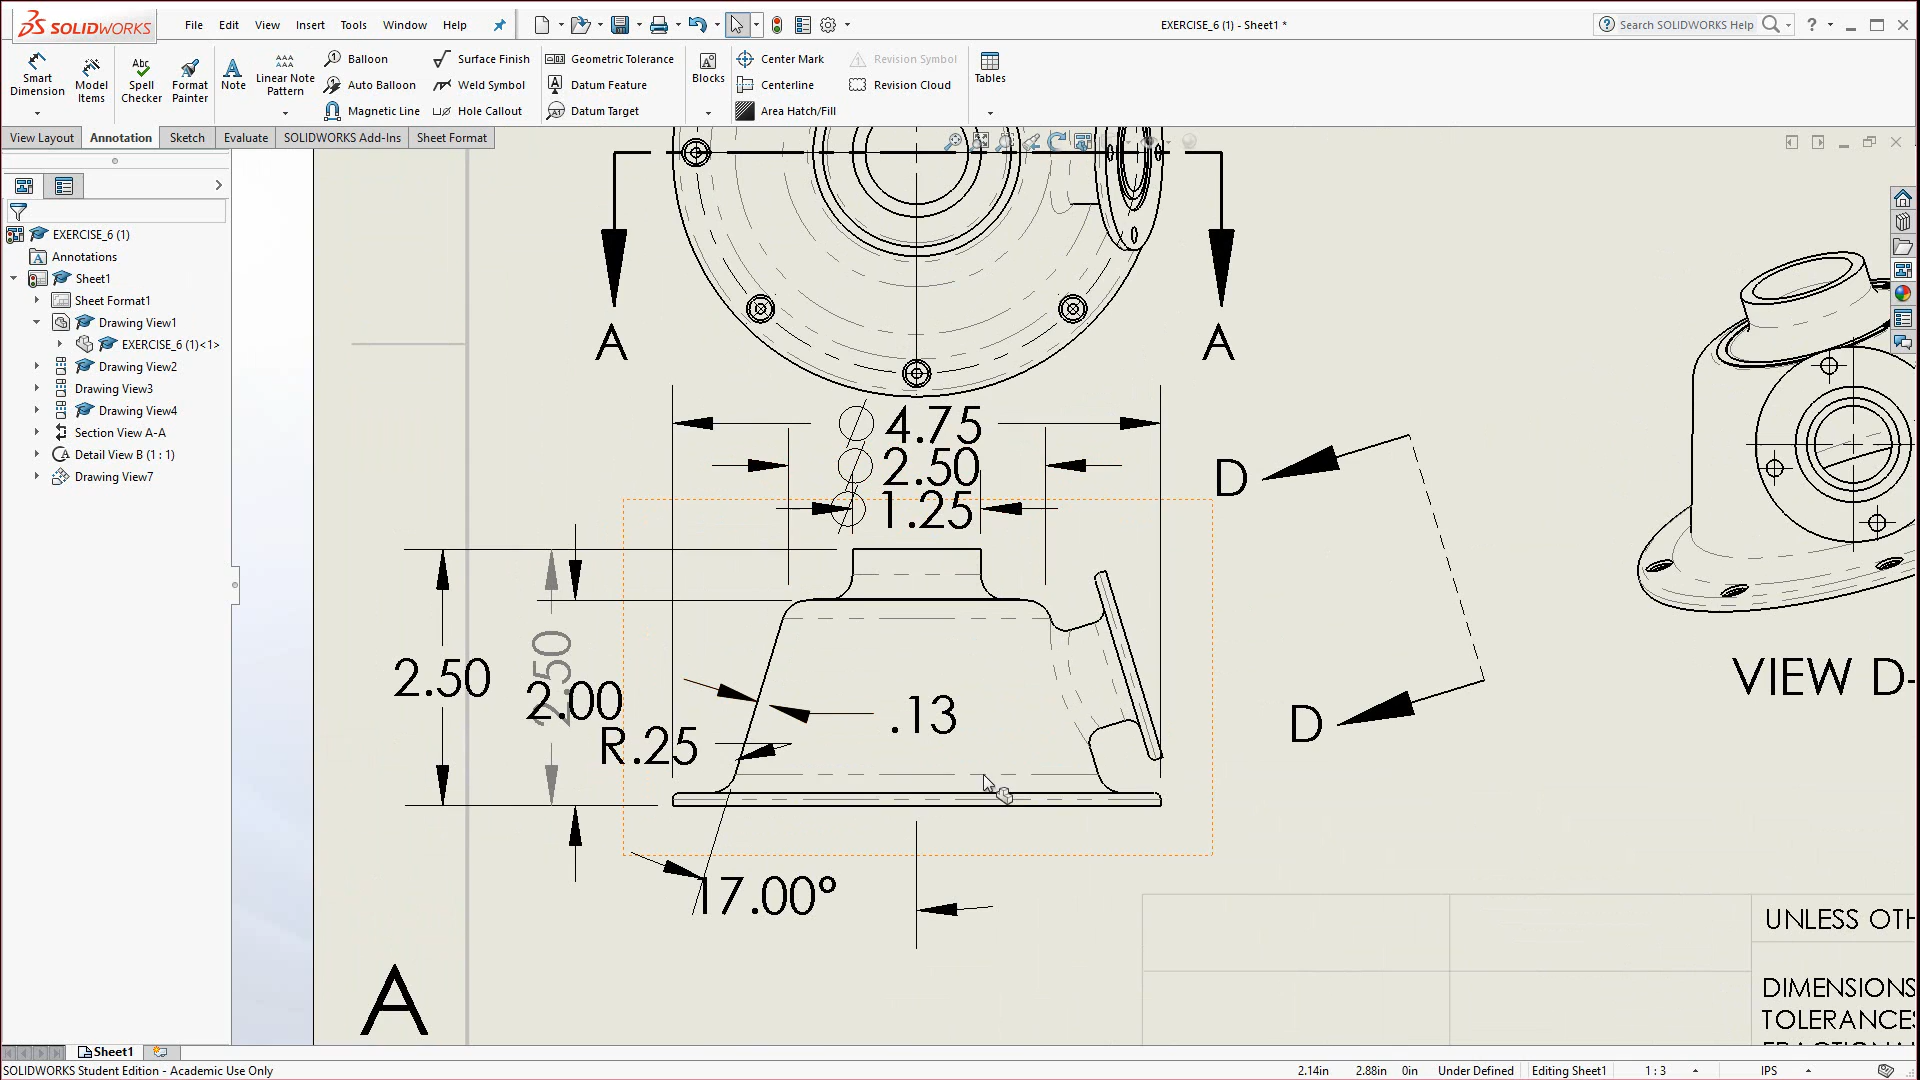 SOLIDWORKS
File Edit View Insert Tools Window Help
EXERCISE_6 (1) - Sheet1 *
Search SOLIDWORKS Help
Smart Dimension
Model Items
Spell Checker
Format Painter
Note
Linear Note Pattern
Balloon
Auto Balloon
Magnetic Line
Surface Finish
Weld Symbol
Hole Callout
Geometric Tolerance
Datum Feature
Datum Target
Blocks
Center Mark
Centerline
Area Hatch/Fill
Revision Symbol
Revision Cloud
Tables
View Layout Annotation Sketch Evaluate SOLIDWORKS Add-Ins Sheet Format
EXERCISE_6 (1)
Annotations
Sheet1
Sheet Format1
Drawing View1
EXERCISE_6 (1)<1>
Drawing View2
Drawing View3
Drawing View4
Section View A-A
Detail View B (1 : 1)
Drawing View7
A A
∅ 4.75
∅ 2.50
∅ 1.25
D
2.50
2.50
2.00
R.25
.13
D
VIEW D-
17.00°
A
UNLESS OTH
DIMENSIONS
TOLERANCES
Sheet1
SOLIDWORKS Student Edition - Academic Use Only
2.14in 2.88in 0in Under Defined Editing Sheet1 1 : 3 IPS